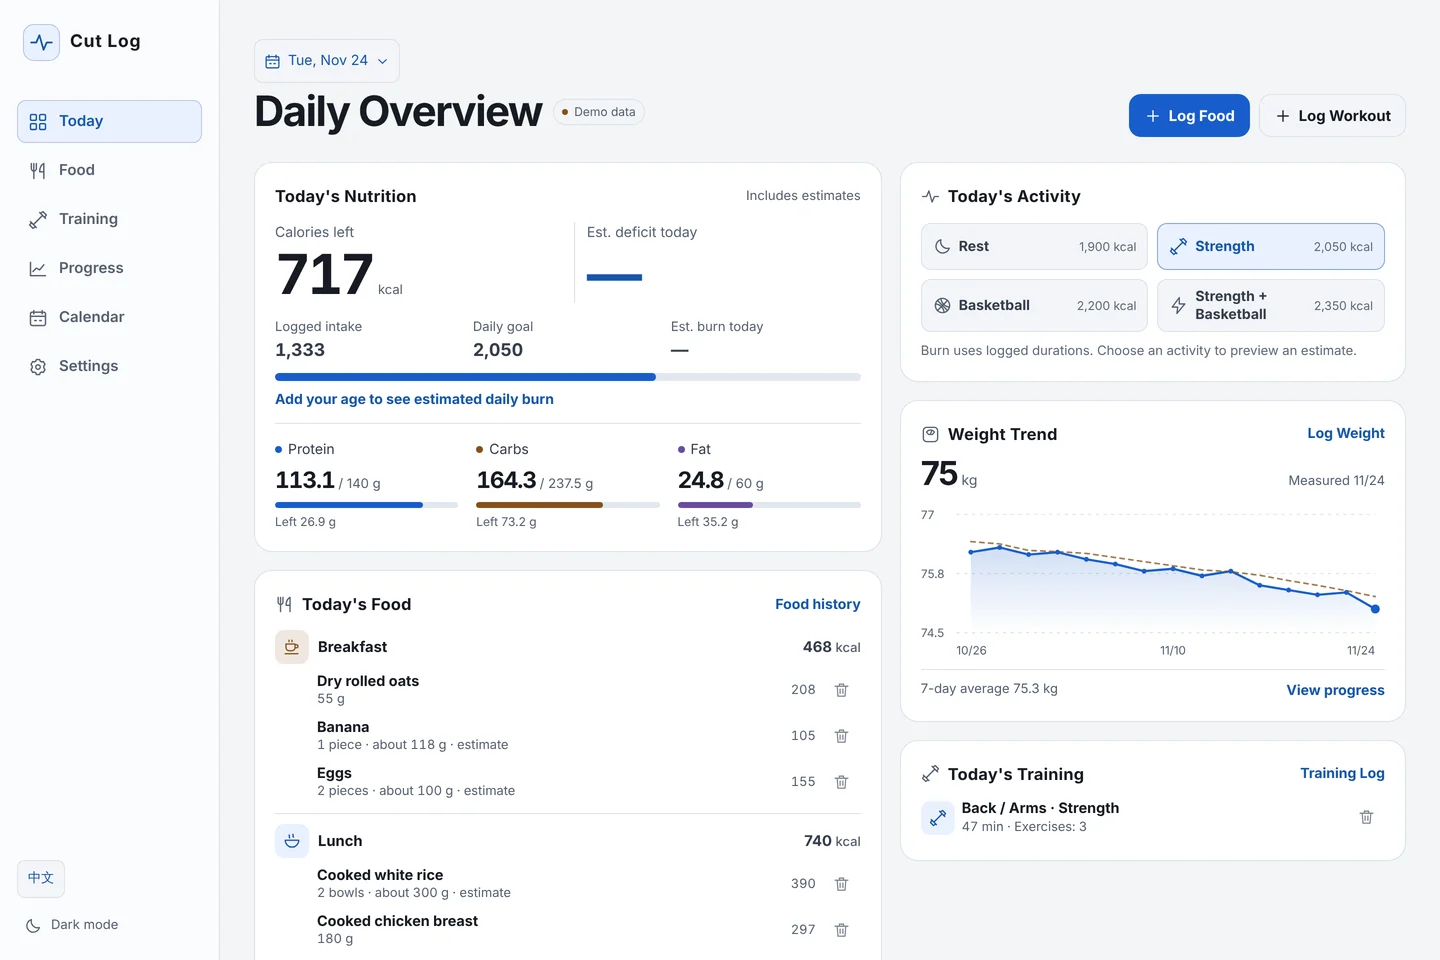 Cut Log
Today
Food
Training
Progress
Calendar
Settings
中文
Dark mode
Tue, Nov 24
Daily Overview
Demo data
+ Log Food
+ Log Workout
Today's Nutrition
Includes estimates
Calories left
717 kcal
Est. deficit today
—
Logged intake
1,333
Daily goal
2,050
Est. burn today
—
Add your age to see estimated daily burn
Protein
113.1 / 140 g
Left 26.9 g
Carbs
164.3 / 237.5 g
Left 73.2 g
Fat
24.8 / 60 g
Left 35.2 g
Today's Food
Food history
Breakfast
468 kcal
Dry rolled oats
55 g
208
Banana
1 piece · about 118 g · estimate
105
Eggs
2 pieces · about 100 g · estimate
155
Lunch
740 kcal
Cooked white rice
2 bowls · about 300 g · estimate
390
Cooked chicken breast
180 g
297
Today's Activity
Rest
1,900 kcal
Strength
2,050 kcal
Basketball
2,200 kcal
Strength +
Basketball
2,350 kcal
Burn uses logged durations. Choose an activity to preview an estimate.
Weight Trend
Log Weight
75 kg
Measured 11/24
77
75.8
74.5
10/26
11/10
11/24
7-day average 75.3 kg
View progress
Today's Training
Training Log
Back / Arms · Strength
47 min · Exercises: 3